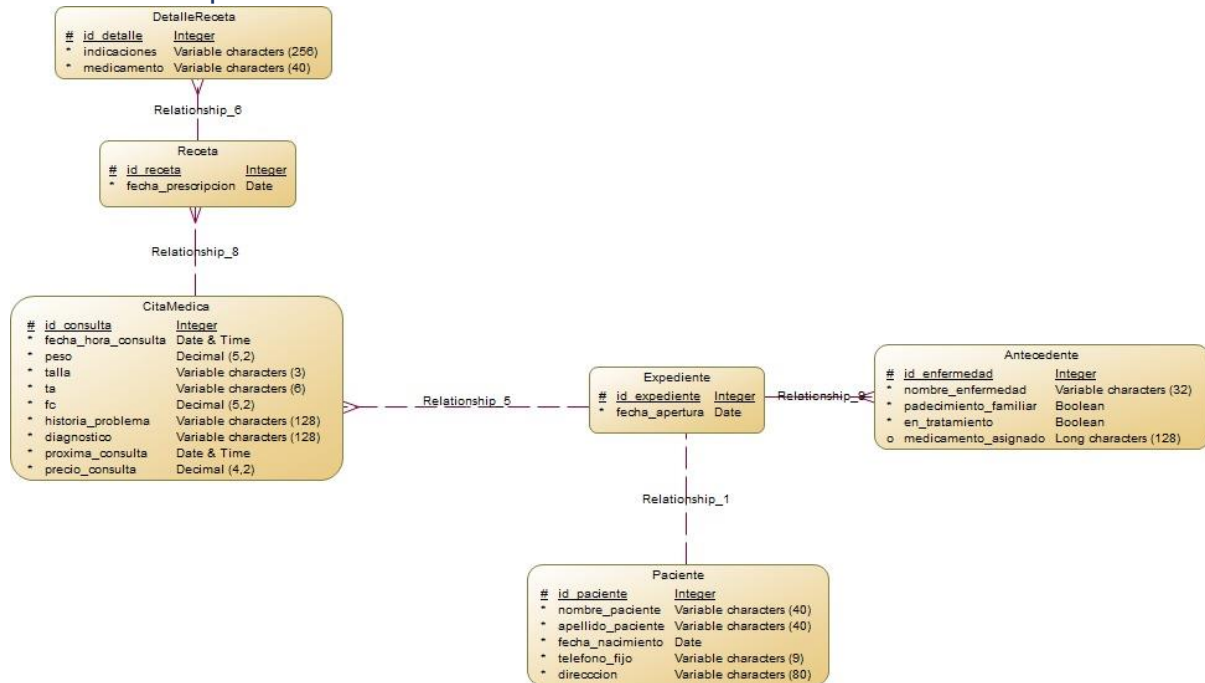 DetalleReceta
# id_detalle Integer
* indicaciones Variable characters (256)
* medicamento Variable characters (40)
Relationship_6
Receta
# id_receta Integer
* fecha_prescripcion Date
Relationship_8
CitaMedica
# id_consulta Integer
* fecha_hora_consulta Date & Time
* peso Decimal (5,2)
* talla Variable characters (3)
* ta Variable characters (6)
* fc Decimal (5,2)
* historia_problema Variable characters (128)
* diagnostico Variable characters (128)
* proxima_consulta Date & Time
* precio_consulta Decimal (4,2)
Relationship_5
Expediente
# id_expediente Integer
* fecha_apertura Date
Relationship_9
Antecedente
# id_enfermedad Integer
* nombre_enfermedad Variable characters (32)
* padecimiento_familiar Boolean
* en_tratamiento Boolean
o medicamento_asignado Long characters (128)
Relationship_1
Paciente
# id_paciente Integer
* nombre_paciente Variable characters (40)
* apellido_paciente Variable characters (40)
* fecha_nacimiento Date
* telefono_fijo Variable characters (9)
* direcccion Variable characters (80)